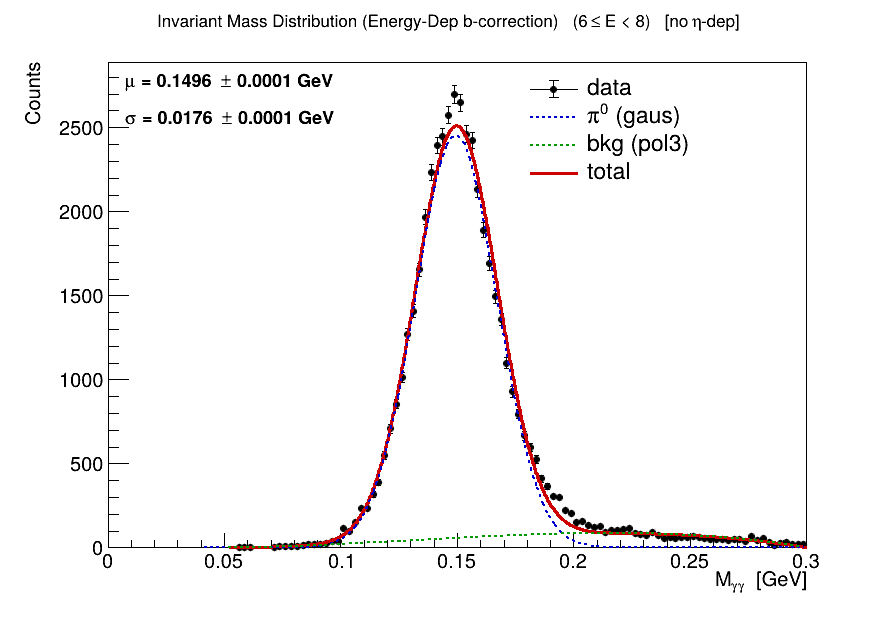 Invariant Mass Distribution (Energy-Dep b-correction) (6 ≤ E < 8) [no η-dep]
Counts
μ = 0.1496 ± 0.0001 GeV
σ = 0.0176 ± 0.0001 GeV
data
π⁰ (gaus)
bkg (pol3)
total
2500
2000
1500
1000
500
0
0 0.05 0.1 0.15 0.2 0.25 0.3
M_γγ [GeV]